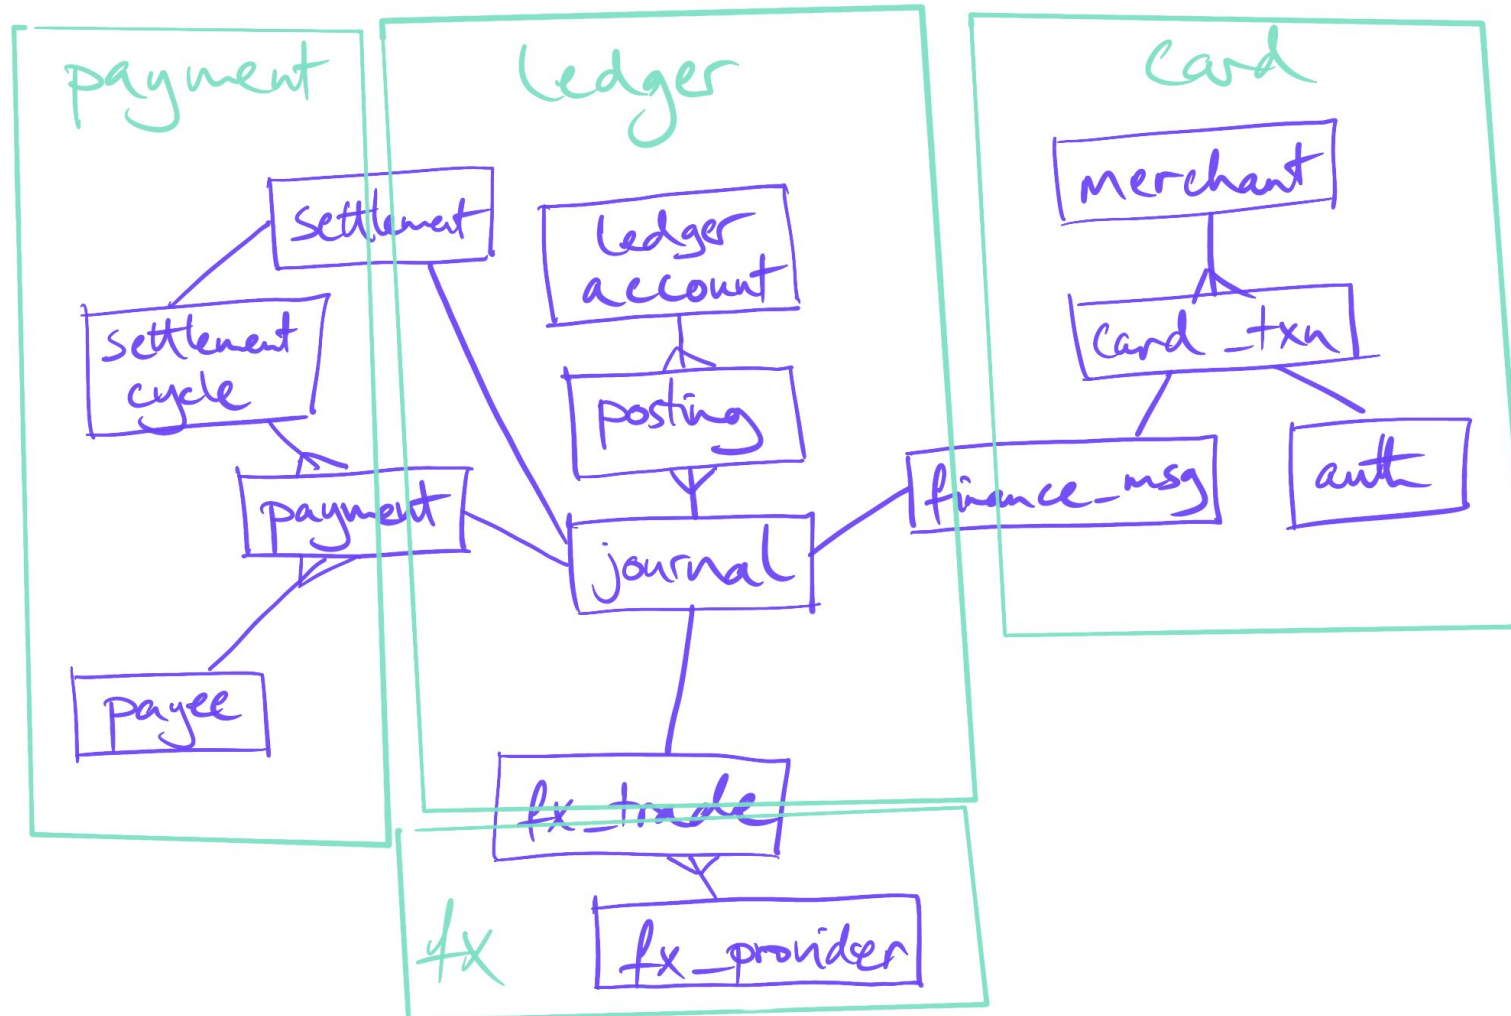 payment
Ledger
Card
settlement
Ledger
account
merchant
settlement
cycle
card_txn
posting
payment
finance_msg
auth
journal
payee
fx_trade
fx
fx_provider